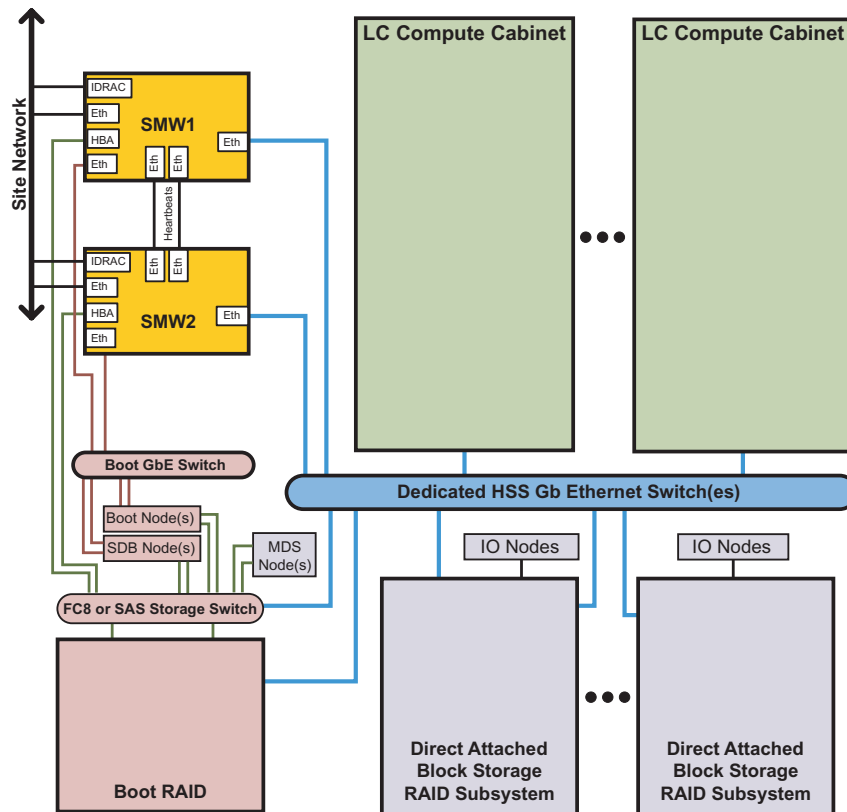 LC Compute Cabinet
LC Compute Cabinet
Site Network
IDRAC
Eth
HBA
Eth
SMW1
Eth
Eth
Eth
Heartbeats
Eth
Eth
IDRAC
Eth
HBA
Eth
SMW2
Eth
Boot GbE Switch
Dedicated HSS Gb Ethernet Switch(es)
Boot Node(s)
SDB Node(s)
MDS
Node(s)
IO Nodes
IO Nodes
FC8 or SAS Storage Switch
Boot RAID
Direct Attached
Block Storage
RAID Subsystem
Direct Attached
Block Storage
RAID Subsystem